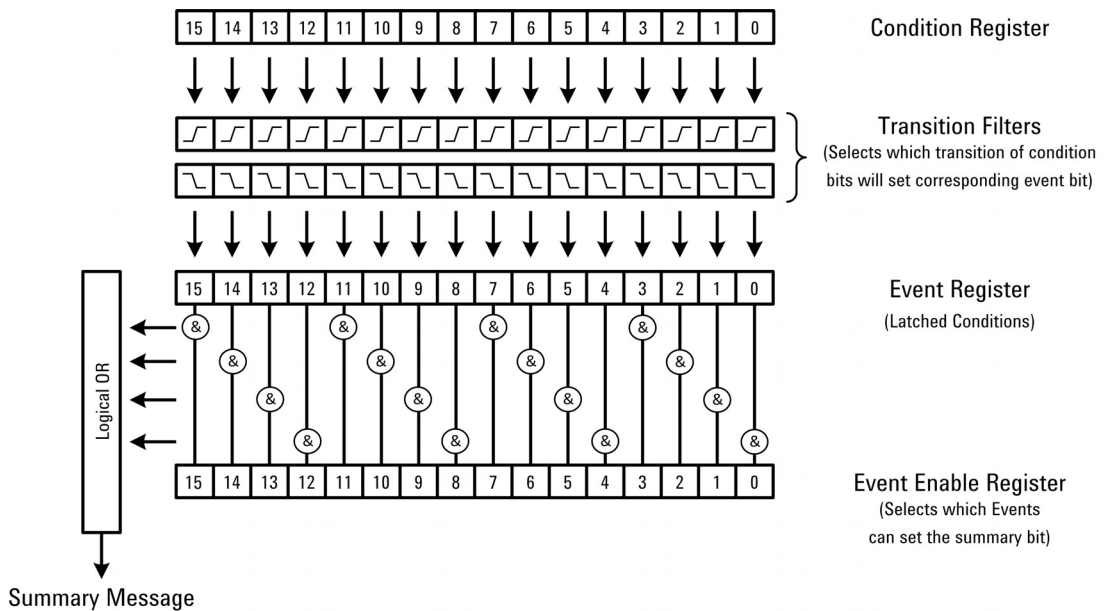 15 14 13 12 11 10 9 8 7 6 5 4 3 2 1 0
Condition Register
Transition Filters
(Selects which transition of condition
bits will set corresponding event bit)
15 14 13 12 11 10 9 8 7 6 5 4 3 2 1 0
Event Register
(Latched Conditions)
& & & &
& & & &
& & & &
& & & &
Logical OR
15 14 13 12 11 10 9 8 7 6 5 4 3 2 1 0
Event Enable Register
(Selects which Events
can set the summary bit)
Summary Message